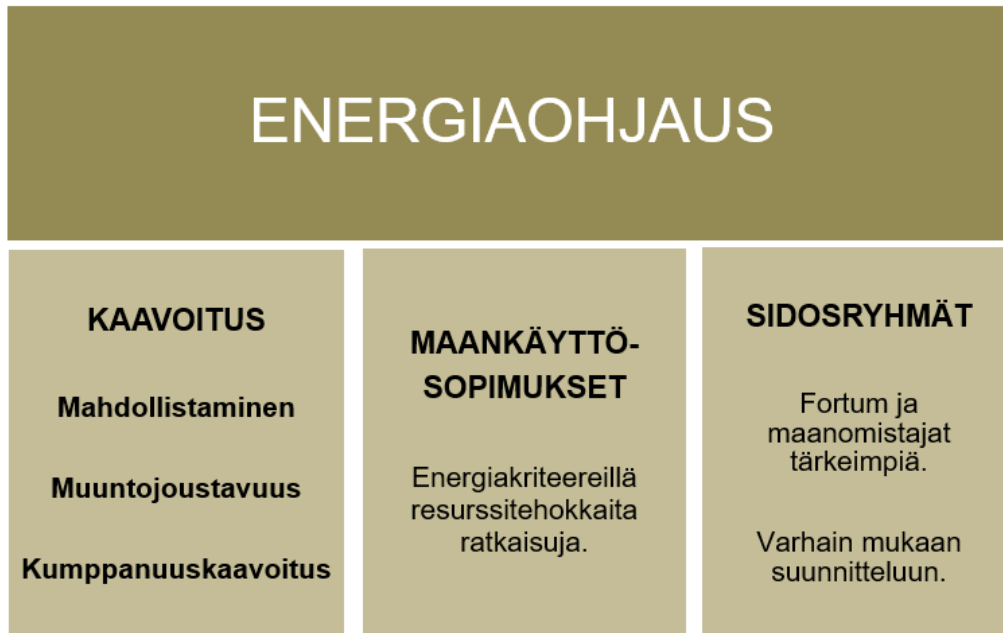 ENERGIAOHJAUS
KAAVOITUS
Mahdollistaminen
Muuntojoustavuus
Kumppanuuskaavoitus
MAANKÄYTTÖ-
SOPIMUKSET
Energiakriteereillä
resurssitehokkaita
ratkaisuja.
SIDOSRYHMÄT
Fortum ja
maanomistajat
tärkeimpiä.
Varhain mukaan
suunnitteluun.